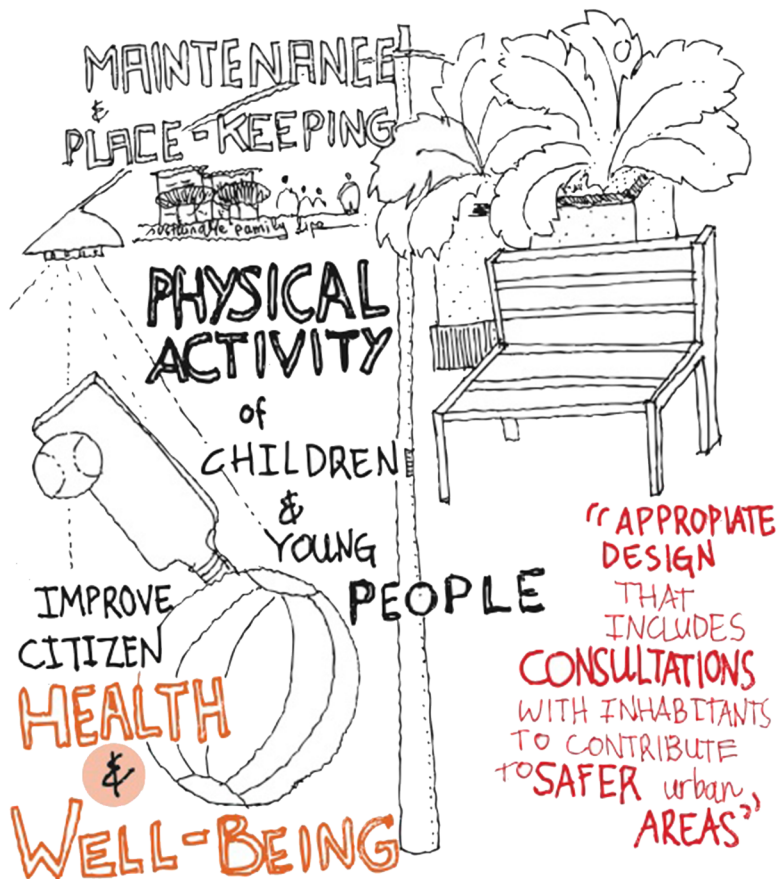 MAINTENANCE
&
PLACE-KEEPING
sustainable family life
PHYSICAL
ACTIVITY
of
CHILDREN
&
YOUNG
PEOPLE
IMPROVE
CITIZEN
HEALTH
&
WELL-BEING
"APPROPIATE
DESIGN
THAT
INCLUDES
CONSULTATIONS
WITH INHABITANTS
TO CONTRIBUTE
TO SAFER urban
AREAS"